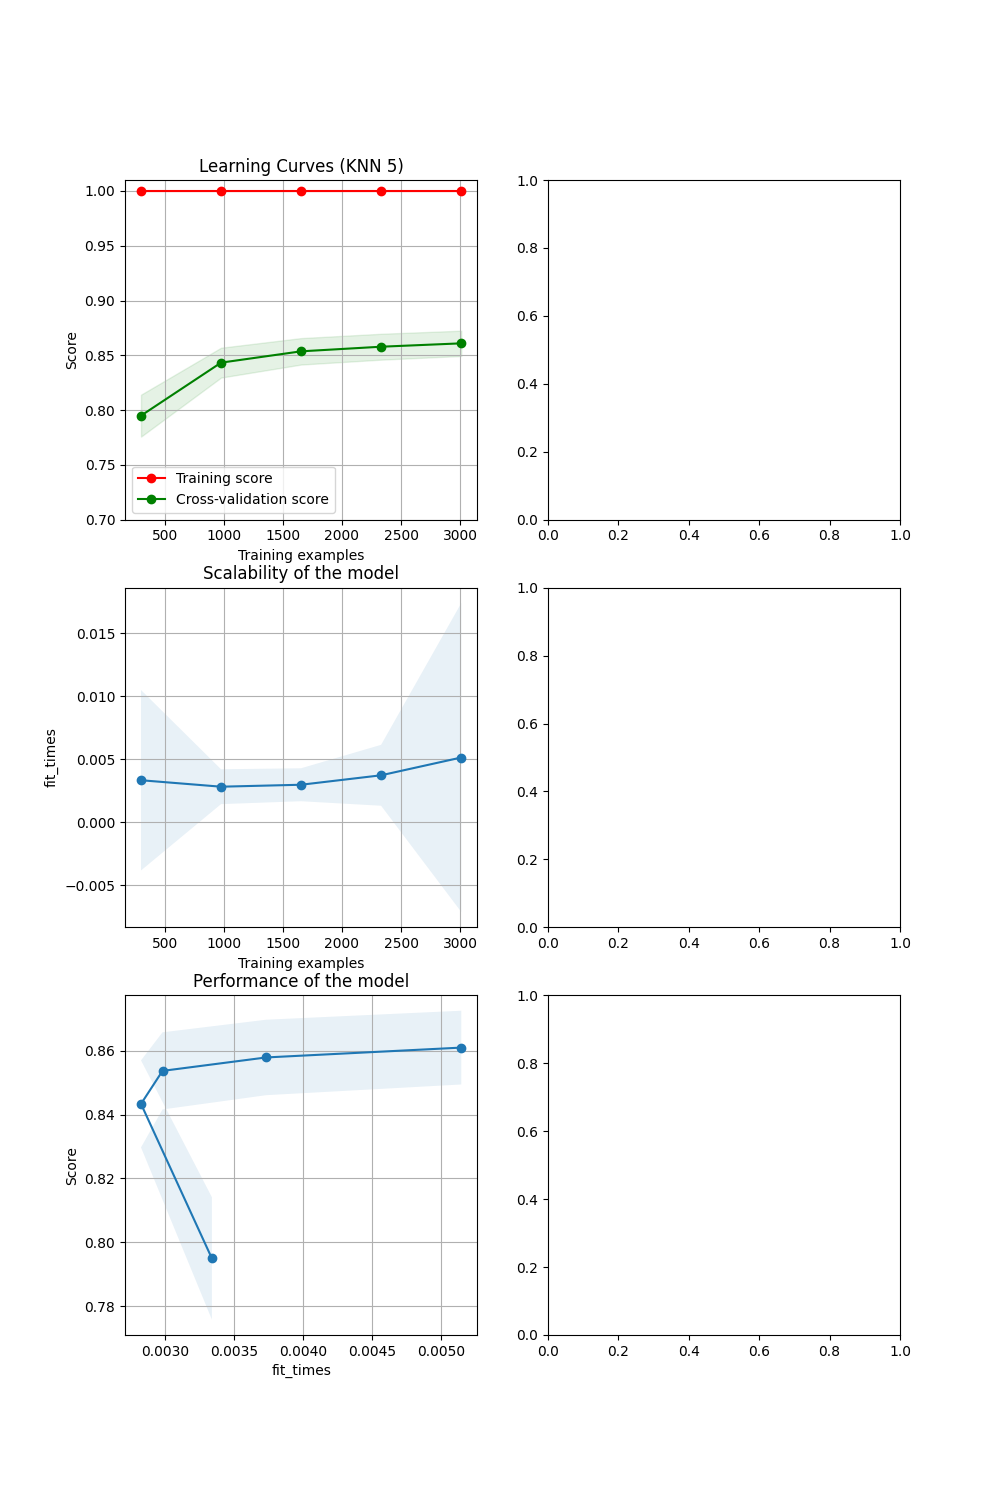 Learning Curves (KNN 5)
1.00
0.95
0.90
0.85
0.80
0.75
0.70
Score
Training score
Cross-validation score
500 1000 1500 2000 2500 3000
Training examples
1.0
0.8
0.6
0.4
0.2
0.0
0.0 0.2 0.4 0.6 0.8 1.0
Scalability of the model
0.015
0.010
0.005
0.000
−0.005
fit_times
500 1000 1500 2000 2500 3000
Training examples
1.0
0.8
0.6
0.4
0.2
0.0
0.0 0.2 0.4 0.6 0.8 1.0
Performance of the model
0.86
0.84
0.82
0.80
0.78
Score
0.0030 0.0035 0.0040 0.0045 0.0050
fit_times
1.0
0.8
0.6
0.4
0.2
0.0
0.0 0.2 0.4 0.6 0.8 1.0